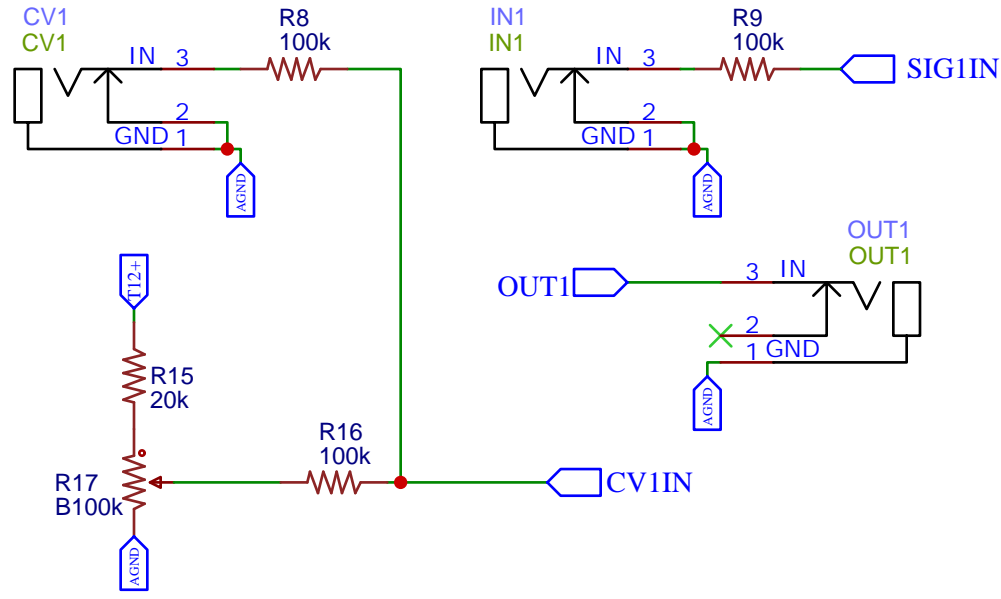 CV1
CV1
IN 3
R8
100k
2
GND 1
AGND
IN1
IN1
IN 3
R9
100k
SIG1IN
2
GND 1
AGND
OUT1
OUT1
OUT1
3 IN
2
1 GND
AGND
T12+
R15
20k
R16
100k
R17
B100k
CV1IN
AGND